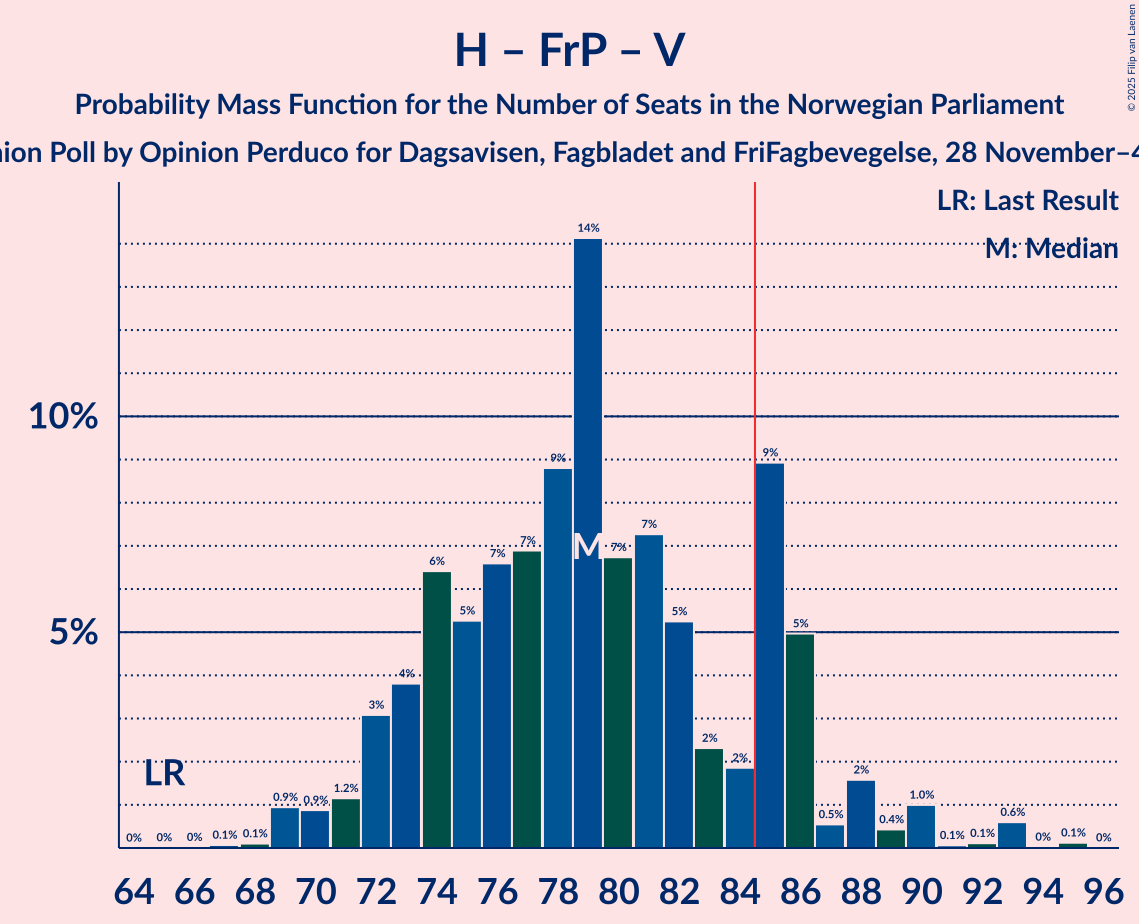 H – FrP – V
Probability Mass Function for the Number of Seats in the Norwegian Parliament
Poll by Opinion Perduco for Dagsavisen, Fagbladet and FriFagbevegelse, 28 November–4
© 2025 Filip van Laenen
LR: Last Result
M: Median
10%
5%
LR
M
0% 0% 0% 0.1% 0.1% 0.9% 0.9% 1.2% 3% 4% 6% 5% 7% 7% 9% 14% 7% 7% 5% 2% 2% 9% 5% 0.5% 2% 0.4% 1.0% 0.1% 0.1% 0.6% 0% 0.1% 0%
64 66 68 70 72 74 76 78 80 82 84 86 88 90 92 94 96